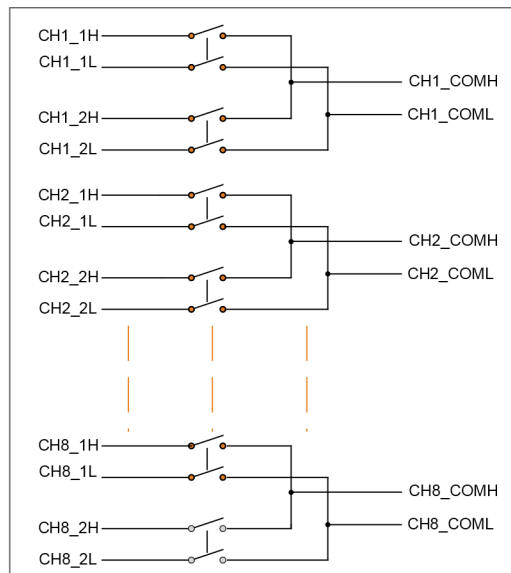 CH1_1H
CH1_1L
CH1_COMH
CH1_COML
CH1_2H
CH1_2L
CH2_1H
CH2_1L
CH2_COMH
CH2_COML
CH2_2H
CH2_2L
CH8_1H
CH8_1L
CH8_COMH
CH8_COML
CH8_2H
CH8_2L